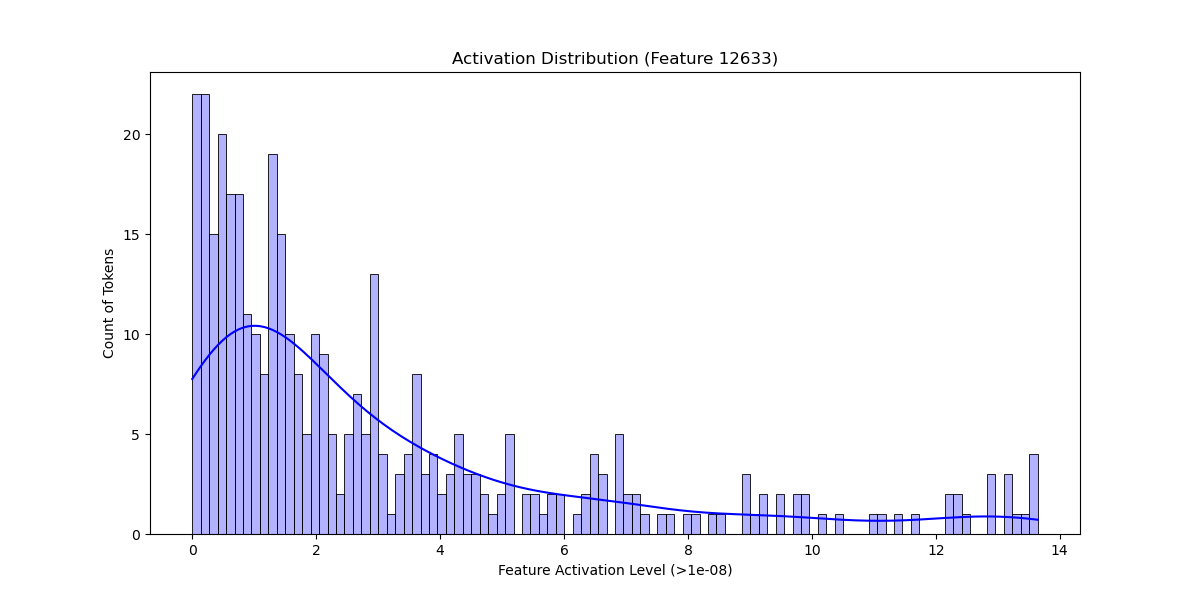 Activation Distribution (Feature 12633)
Count of Tokens
20
15
10
5
0
0 2 4 6 8 10 12 14
Feature Activation Level (>1e-08)